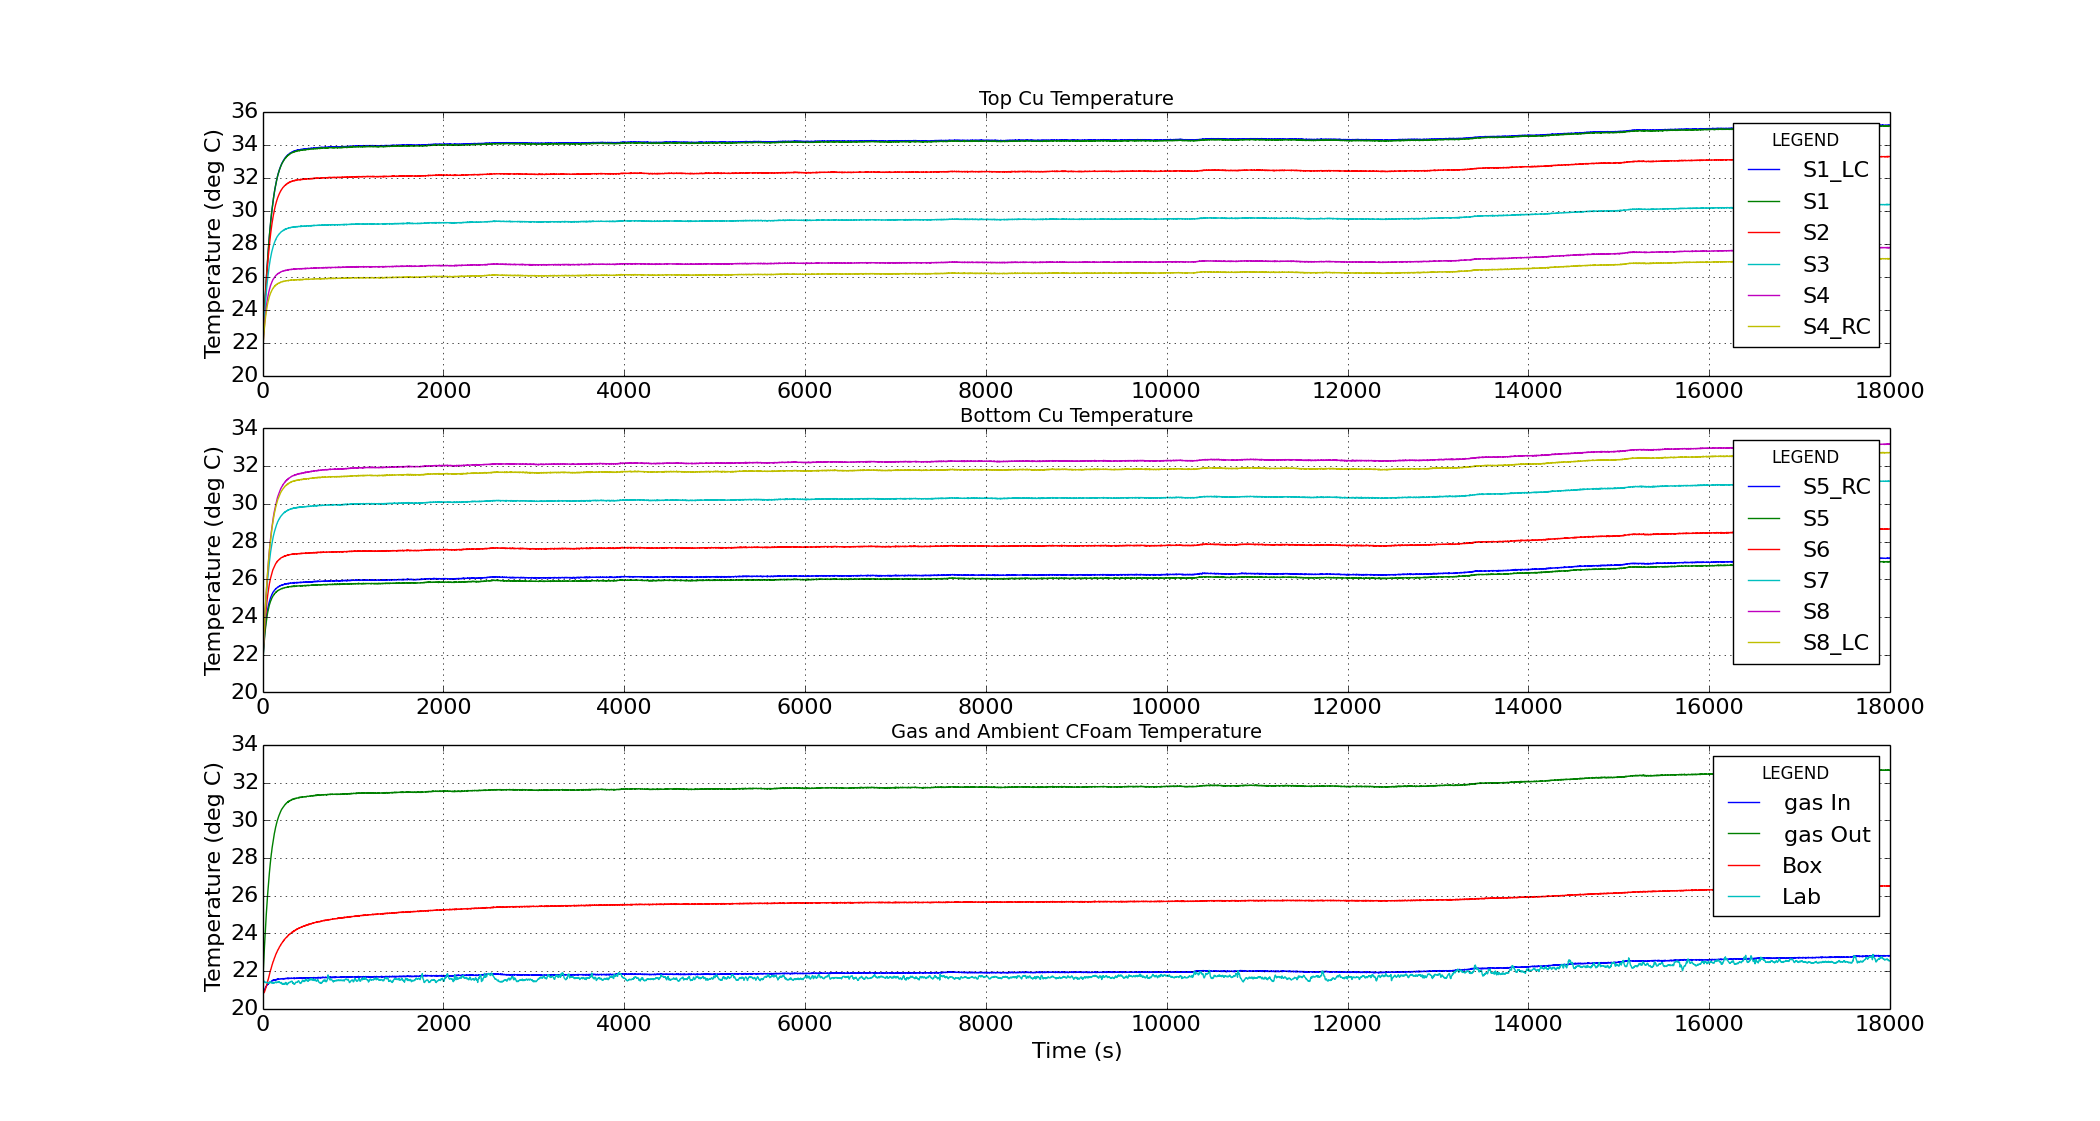 Top Cu Temperature
Temperature (deg C)
36
34
32
30
28
26
24
22
20
0 2000 4000 6000 8000 10000 12000 14000 16000 18000
LEGEND
S1_LC
S1
S2
S3
S4
S4_RC
Bottom Cu Temperature
Temperature (deg C)
34
32
30
28
26
24
22
20
0 2000 4000 6000 8000 10000 12000 14000 16000 18000
LEGEND
S5_RC
S5
S6
S7
S8
S8_LC
Gas and Ambient CFoam Temperature
Temperature (deg C)
34
32
30
28
26
24
22
20
0 2000 4000 6000 8000 10000 12000 14000 16000 18000
LEGEND
gas In
gas Out
Box
Lab
Time (s)